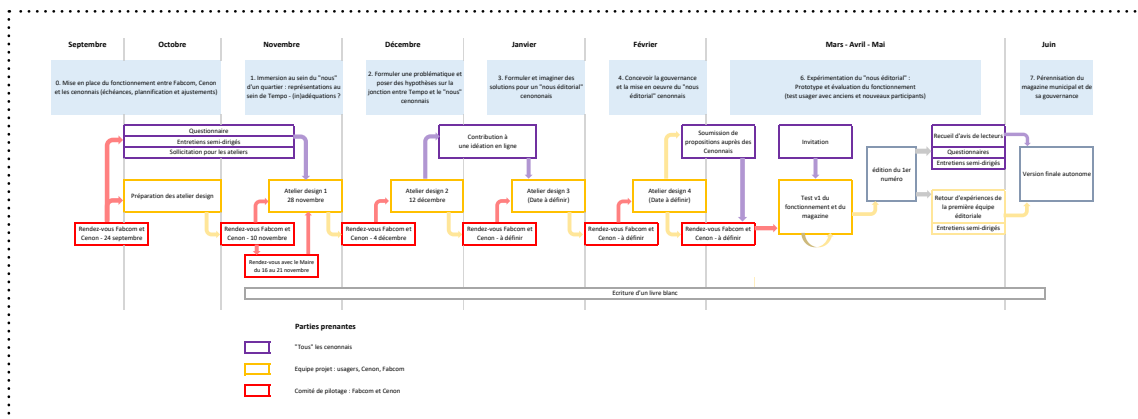 Septembre
Octobre
Novembre
Décembre
Janvier
Février
Mars - Avril - Mai
Juin
0. Mise en place du fonctionnement entre Fabcom, Cenon
et les cenonnais (échéances, plannification et ajustements)
1. Immersion au sein du "nous"
d'un quartier : représentations au
sein de Tempo - (in)adéquations ?
2. Formuler une problématique et
poser des hypothèses sur la
jonction entre Tempo et le "nous"
cenonnais
3. Formuler et imaginer des
solutions pour un "nous éditorial"
cenononais
4. Concevoir la gouvernance
et la mise en oeuvre du "nous
éditorial" cenonnais
6. Expérimentation du "nous éditorial" :
Prototype et évaluation du fonctionnement
(test usager avec anciens et nouveaux participants)
7. Pérennisation du
magazine municipal et de
sa gouvernance
Questionnaire
Entretiens semi-dirigés
Sollicitation pour les ateliers
Contribution à
une idéation en ligne
Soumission de
propositions auprès des
Cenonnais
Invitation
Recueil d'avis de lecteurs
Questionnaires
Entretiens semi-dirigés
édition du 1er
numéro
Version finale autonome
Préparation des atelier design
Atelier design 1
28 novembre
Atelier design 2
12 décembre
Atelier design 3
(Date à définir)
Atelier design 4
(Date à définir)
Test v1 du
fonctionnement et du
magazine
Retour d'expériences de
la première équipe
éditoriale
Entretiens semi-dirigés
Rendez-vous Fabcom et
Cenon - 24 septembre
Rendez-vous Fabcom et
Cenon - 10 novembre
Rendez-vous Fabcom et
Cenon - 4 décembre
Rendez-vous Fabcom et
Cenon - à définir
Rendez-vous Fabcom et
Cenon - à définir
Rendez-vous Fabcom et
Cenon - à définir
Rendez-vous avec le Maire
du 16 au 21 novembre
Ecriture d'un livre blanc
Parties prenantes
"Tous" les cenonnais
Equipe projet : usagers, Cenon, Fabcom
Comité de pilotage : Fabcom et Cenon